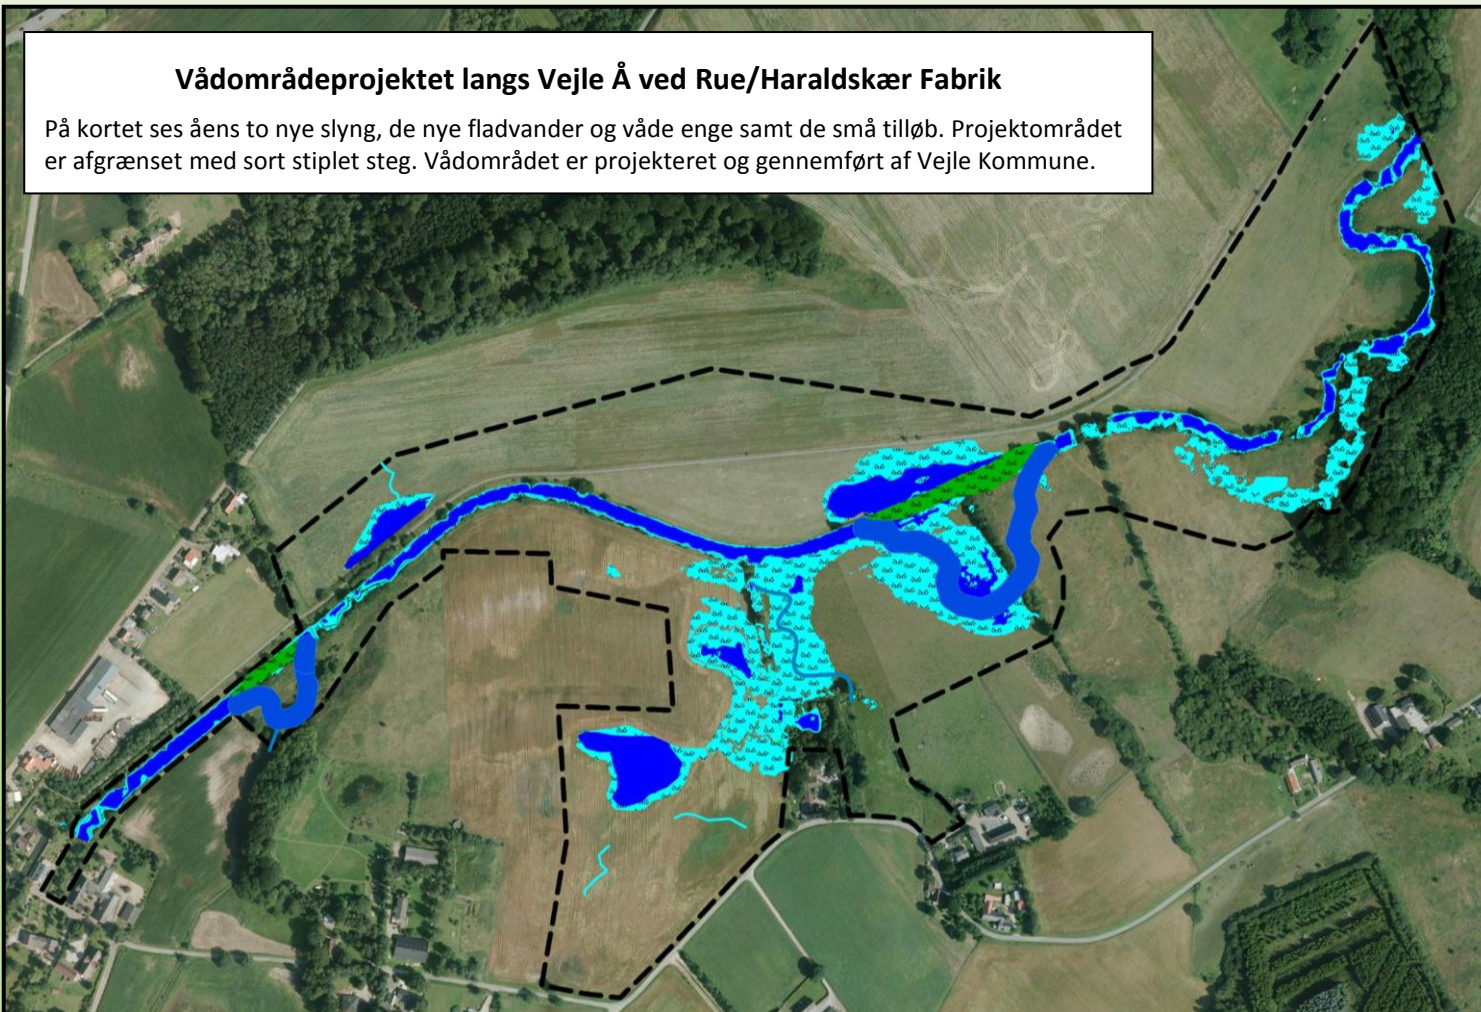 Vådområdeprojektet langs Vejle Å ved Rue/Haraldskær Fabrik
På kortet ses åens to nye slyng, de nye fladvander og våde enge samt de små tilløb. Projektområdet
er afgrænset med sort stiplet steg. Vådområdet er projekteret og gennemført af Vejle Kommune.